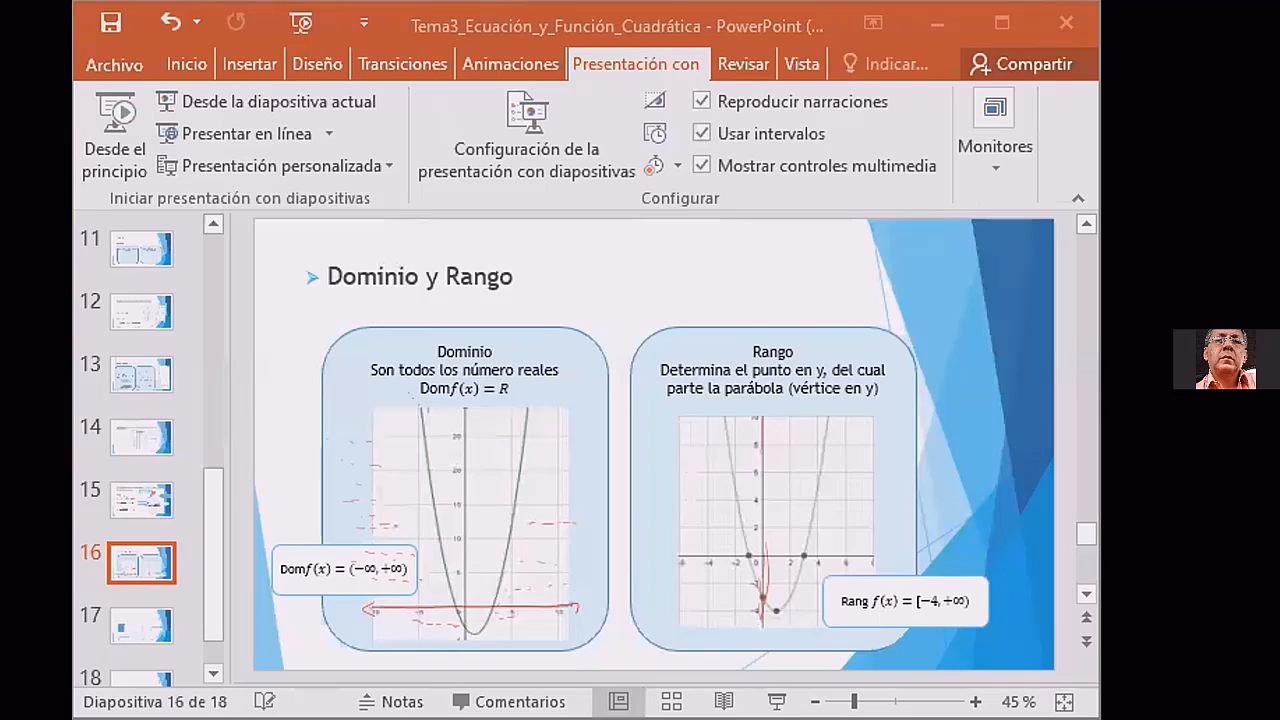 Tema3_Ecuación_y_Función_Cuadrática - PowerPoint (...
Archivo Inicio Insertar Diseño Transiciones Animaciones Presentación con Revisar Vista Indicar... Compartir
Desde el principio
Desde la diapositiva actual
Presentar en línea
Presentación personalizada
Iniciar presentación con diapositivas
Configuración de la
presentación con diapositivas
Reproducir narraciones
Usar intervalos
Mostrar controles multimedia
Configurar
Monitores
11
12
13
14
15
16
17
18
Dominio y Rango
Dominio
Son todos los número reales
Domf(x) = R
Domf(x) = (−∞, +∞)
Rango
Determina el punto en y, del cual
parte la parábola (vértice en y)
Rang f(x) = [−4, +∞)
Diapositiva 16 de 18 Notas Comentarios 45 %